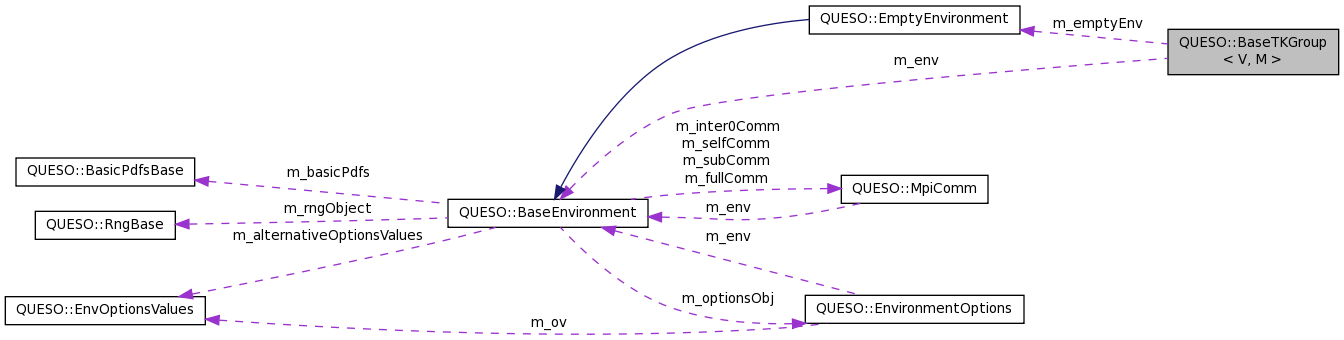 QUESO::EmptyEnvironment
m_emptyEnv
QUESO::BaseTKGroup
< V, M >
m_env
m_inter0Comm
m_selfComm
m_subComm
m_fullComm
QUESO::BasicPdfsBase
m_basicPdfs
QUESO::MpiComm
QUESO::RngBase
m_rngObject
QUESO::BaseEnvironment
m_env
m_alternativeOptionsValues
m_env
QUESO::EnvOptionsValues
m_optionsObj
QUESO::EnvironmentOptions
m_ov